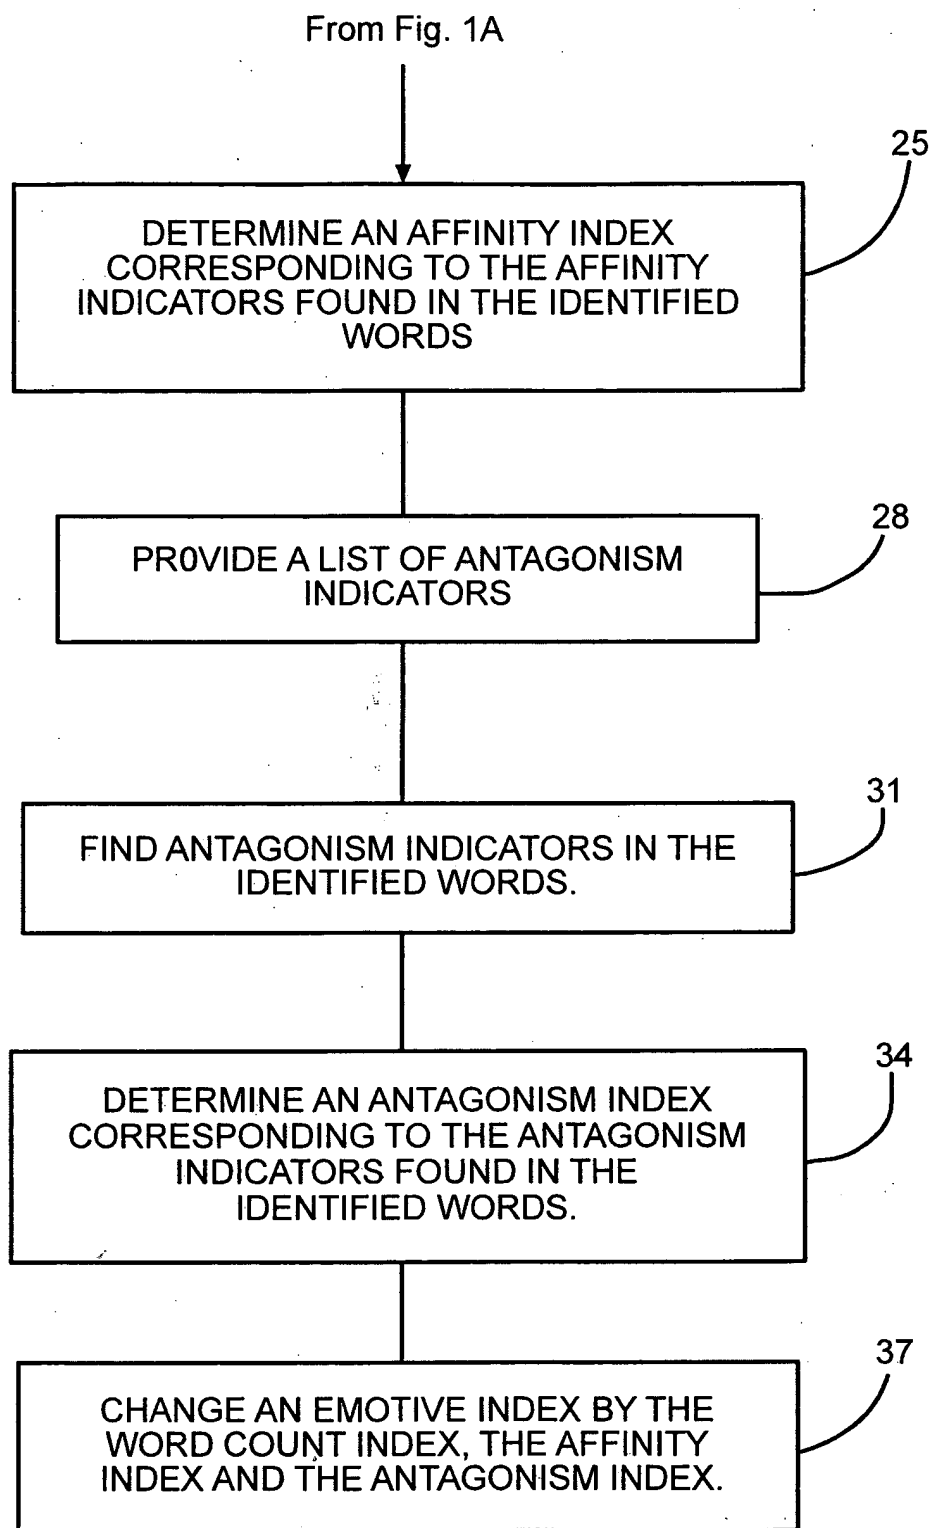 From Fig. 1A
25
DETERMINE AN AFFINITY INDEX
CORRESPONDING TO THE AFFINITY
INDICATORS FOUND IN THE IDENTIFIED
WORDS
28
PROVIDE A LIST OF ANTAGONISM
INDICATORS
31
FIND ANTAGONISM INDICATORS IN THE
IDENTIFIED WORDS.
34
DETERMINE AN ANTAGONISM INDEX
CORRESPONDING TO THE ANTAGONISM
INDICATORS FOUND IN THE
IDENTIFIED WORDS.
37
CHANGE AN EMOTIVE INDEX BY THE
WORD COUNT INDEX, THE AFFINITY
INDEX AND THE ANTAGONISM INDEX.